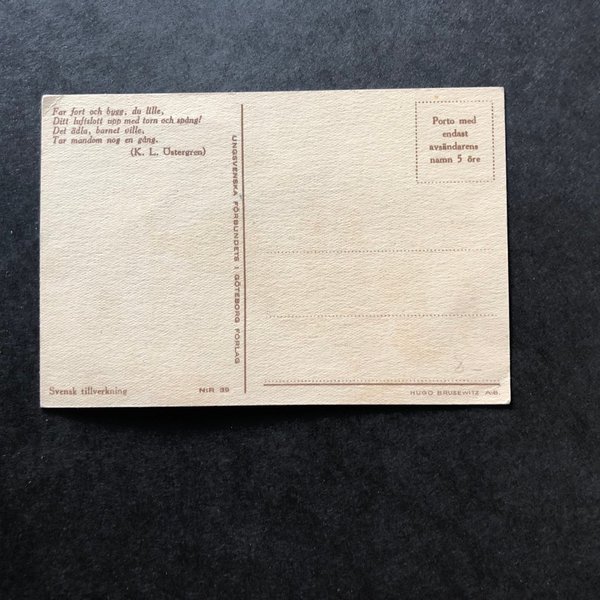 Far fort och bygg, du lille,
Ditt luftslott upp med torn och spång!
Det ädla, barnet ville,
Tar mandom nog en gång.
(K. L. Östergren)
UNGSVENSKA FÖRBUNDETS I GÖTEBORG FÖRLAG
Porto med
endast
avsändarens
namn 5 öre
2
Svensk tillverkning
N:R 39
HUGO BRUSEWITZ A.-B.